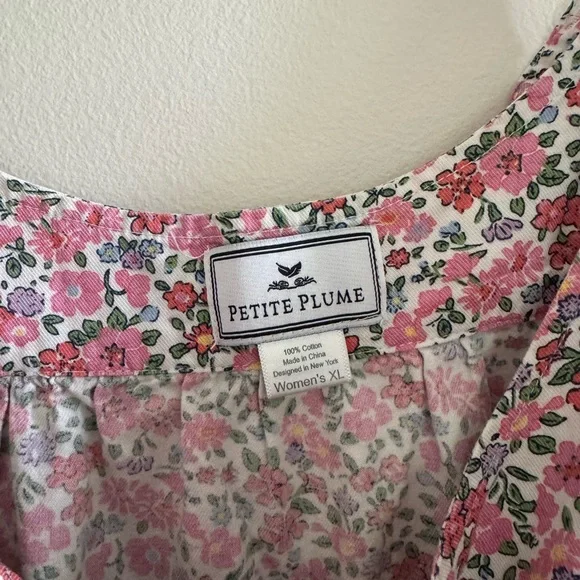 PETITE PLUME
100% Cotton
Made in China
Designed in New York
Women's XL